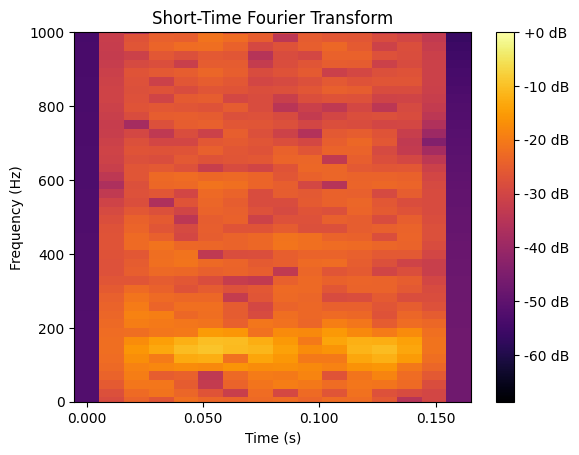 Short-Time Fourier Transform
1000
800
600
400
200
0
Frequency (Hz)
0.000
0.050
0.100
0.150
Time (s)
+0 dB
-10 dB
-20 dB
-30 dB
-40 dB
-50 dB
-60 dB